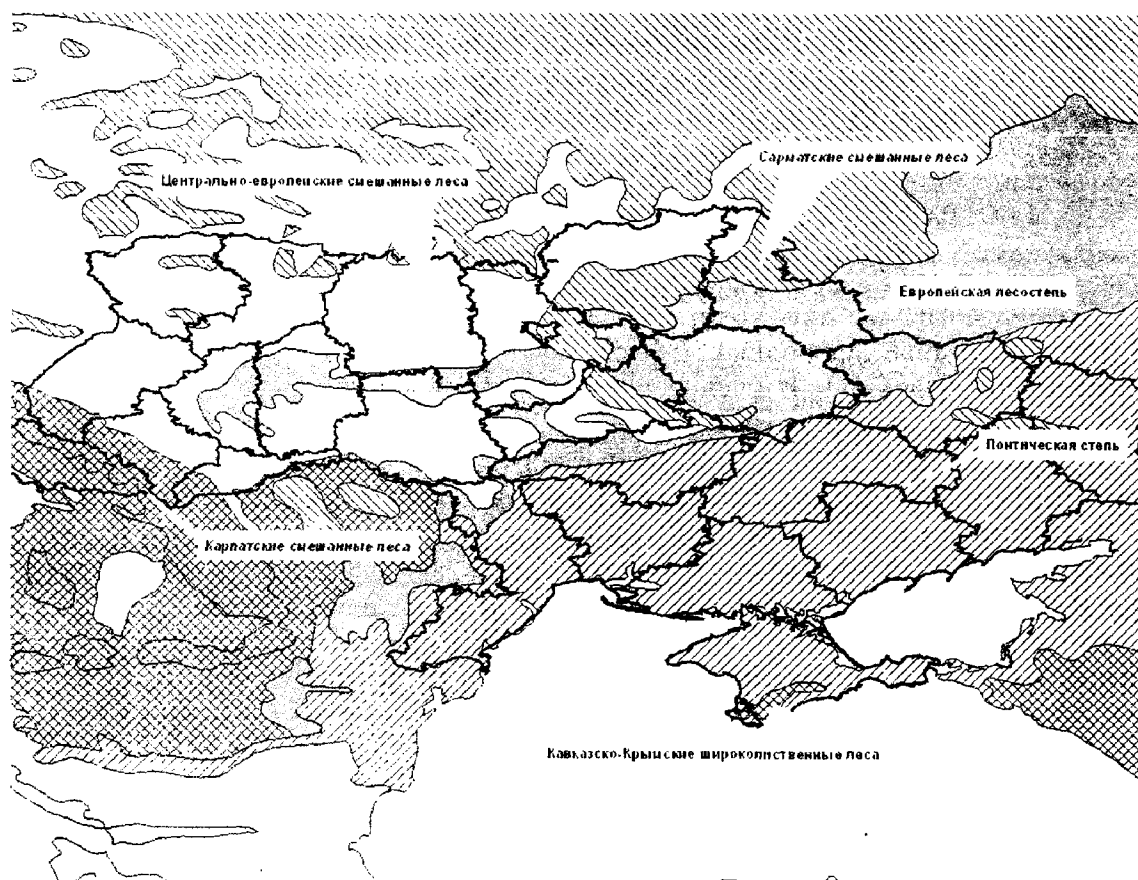 Сарматские смешанные леса
Центрально-европейские смешанные леса
Европейская лесостепь
Понтическая степь
Карпатские смешанные леса
Кавказско-Крымские широколиственные леса